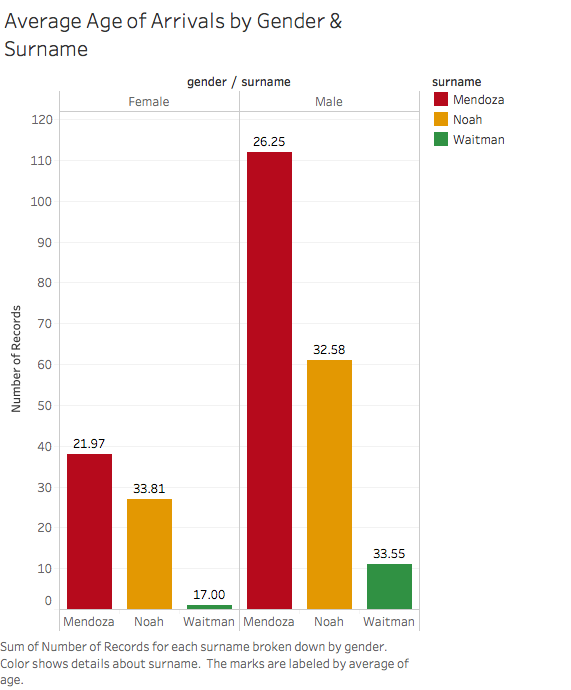 Average Age of Arrivals by Gender &
Surname
gender / surname
Female
Male
120
110
100
90
80
70
60
50
40
30
20
10
0
Number of Records
21.97
33.81
17.00
26.25
32.58
33.55
Mendoza
Noah
Waitman
Mendoza
Noah
Waitman
surname
Mendoza
Noah
Waitman
Sum of Number of Records for each surname broken down by gender.
Color shows details about surname.  The marks are labeled by average of
age.